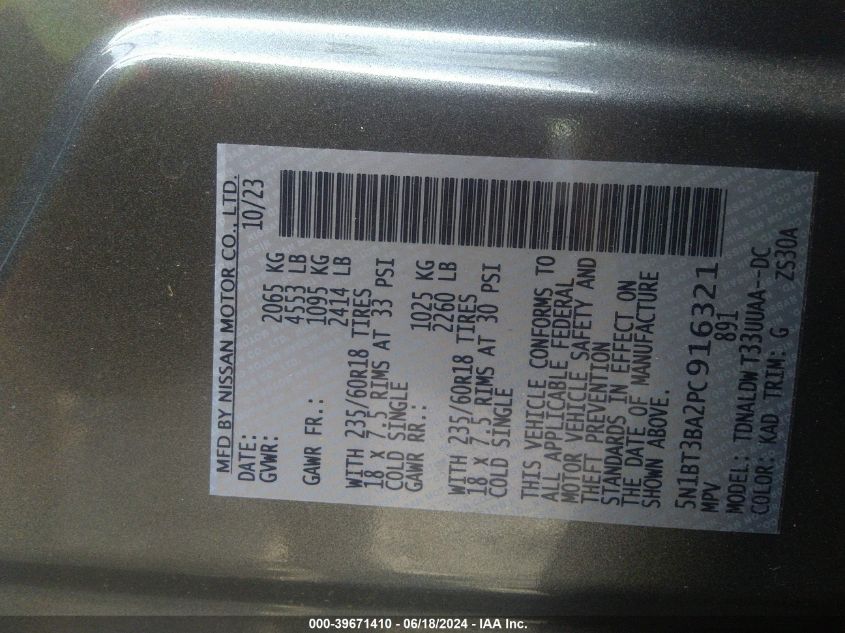 MFD BY NISSAN MOTOR CO., LTD.
DATE: 10/23
GVWR: 2065 KG
4553 LB
GAWR FR.: 1095 KG
2414 LB
WITH 235/60R18 TIRES
18 X 7.5 RIMS AT 33 PSI
COLD SINGLE
GAWR RR.: 1025 KG
2260 LB
WITH 235/60R18 TIRES
18 X 7.5 RIMS AT 30 PSI
COLD SINGLE
THIS VEHICLE CONFORMS TO
ALL APPLICABLE FEDERAL
MOTOR VEHICLE SAFETY AND
THEFT PREVENTION
STANDARDS IN EFFECT ON
THE DATE OF MANUFACTURE
SHOWN ABOVE.
5N1BT3BA2PC916321
MPV 891
MODEL: TDNALDWT33UUAA--DC
COLOR: KAD TRIM: G ZS30A
000-39671410 - 06/18/2024 - IAA Inc.